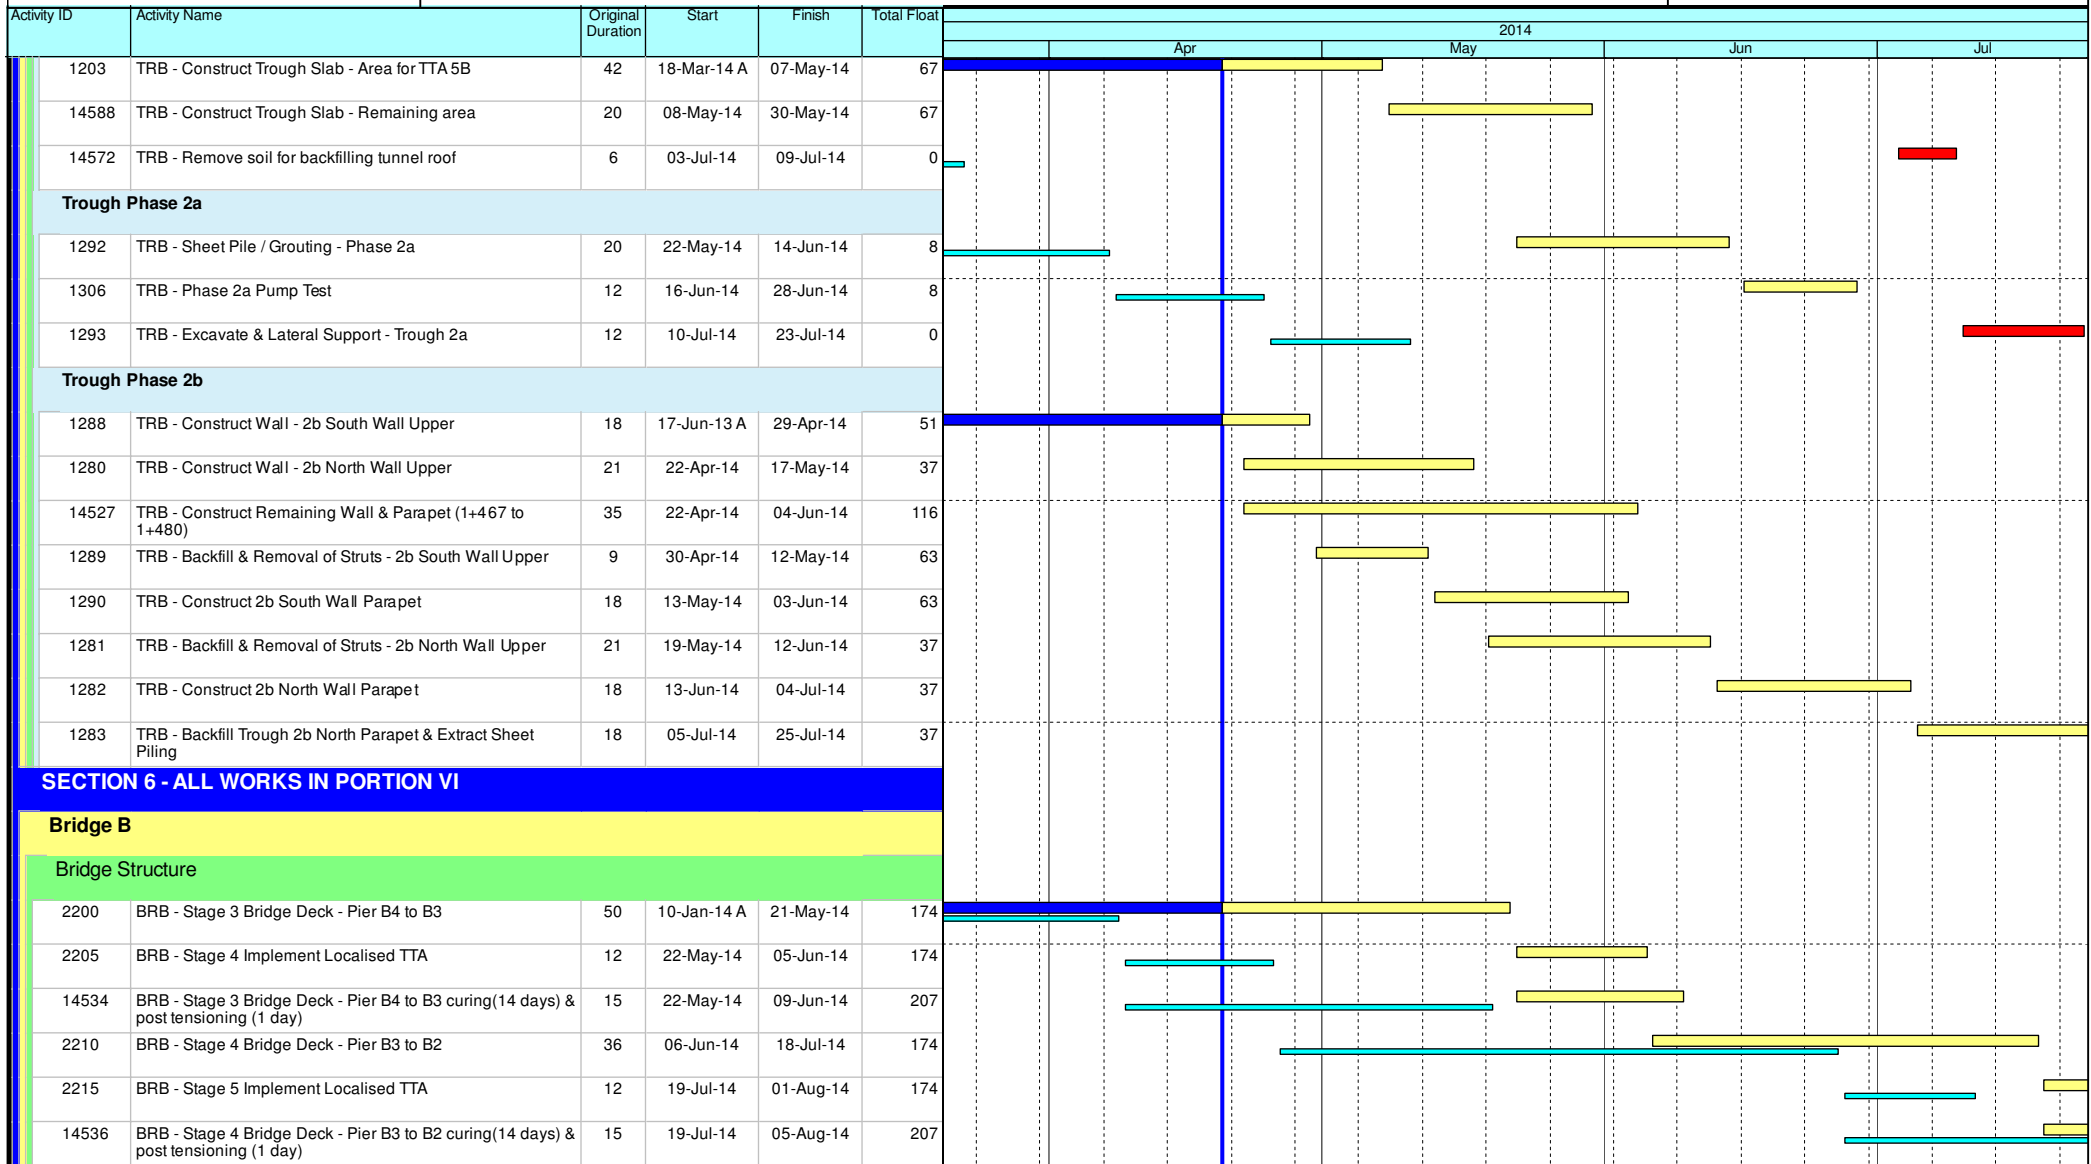 Activity ID Activity Name Original Duration Start Finish Total Float
2014
Apr May Jun Jul
1203 TRB - Construct Trough Slab - Area for TTA 5B 42 18-Mar-14 A 07-May-14 67
14588 TRB - Construct Trough Slab - Remaining area 20 08-May-14 30-May-14 67
14572 TRB - Remove soil for backfilling tunnel roof 6 03-Jul-14 09-Jul-14 0
Trough Phase 2a
1292 TRB - Sheet Pile / Grouting - Phase 2a 20 22-May-14 14-Jun-14 8
1306 TRB - Phase 2a Pump Test 12 16-Jun-14 28-Jun-14 8
1293 TRB - Excavate & Lateral Support - Trough 2a 12 10-Jul-14 23-Jul-14 0
Trough Phase 2b
1288 TRB - Construct Wall - 2b South Wall Upper 18 17-Jun-13 A 29-Apr-14 51
1280 TRB - Construct Wall - 2b North Wall Upper 21 22-Apr-14 17-May-14 37
14527 TRB - Construct Remaining Wall & Parapet (1+467 to 35 22-Apr-14 04-Jun-14 116
1+480)
1289 TRB - Backfill & Removal of Struts - 2b South Wall Upper 9 30-Apr-14 12-May-14 63
1290 TRB - Construct 2b South Wall Parapet 18 13-May-14 03-Jun-14 63
1281 TRB - Backfill & Removal of Struts - 2b North Wall Upper 21 19-May-14 12-Jun-14 37
1282 TRB - Construct 2b North Wall Parapet 18 13-Jun-14 04-Jul-14 37
1283 TRB - Backfill Trough 2b North Parapet & Extract Sheet 18 05-Jul-14 25-Jul-14 37
Piling
SECTION 6 - ALL WORKS IN PORTION VI
Bridge B
Bridge Structure
2200 BRB - Stage 3 Bridge Deck - Pier B4 to B3 50 10-Jan-14 A 21-May-14 174
2205 BRB - Stage 4 Implement Localised TTA 12 22-May-14 05-Jun-14 174
14534 BRB - Stage 3 Bridge Deck - Pier B4 to B3 curing(14 days) & 15 22-May-14 09-Jun-14 207
post tensioning (1 day)
2210 BRB - Stage 4 Bridge Deck - Pier B3 to B2 36 06-Jun-14 18-Jul-14 174
2215 BRB - Stage 5 Implement Localised TTA 12 19-Jul-14 01-Aug-14 174
14536 BRB - Stage 4 Bridge Deck - Pier B3 to B2 curing(14 days) & 15 19-Jul-14 05-Aug-14 207
post tensioning (1 day)